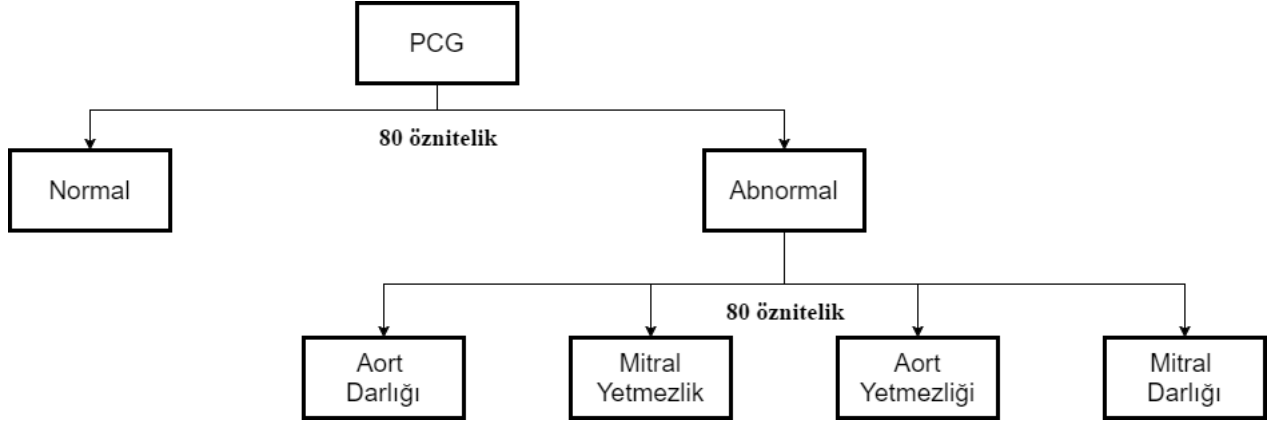 PCG
80 öznitelik
Normal
Abnormal
80 öznitelik
Aort
Darlığı
Mitral
Yetmezlik
Aort
Yetmezliği
Mitral
Darlığı